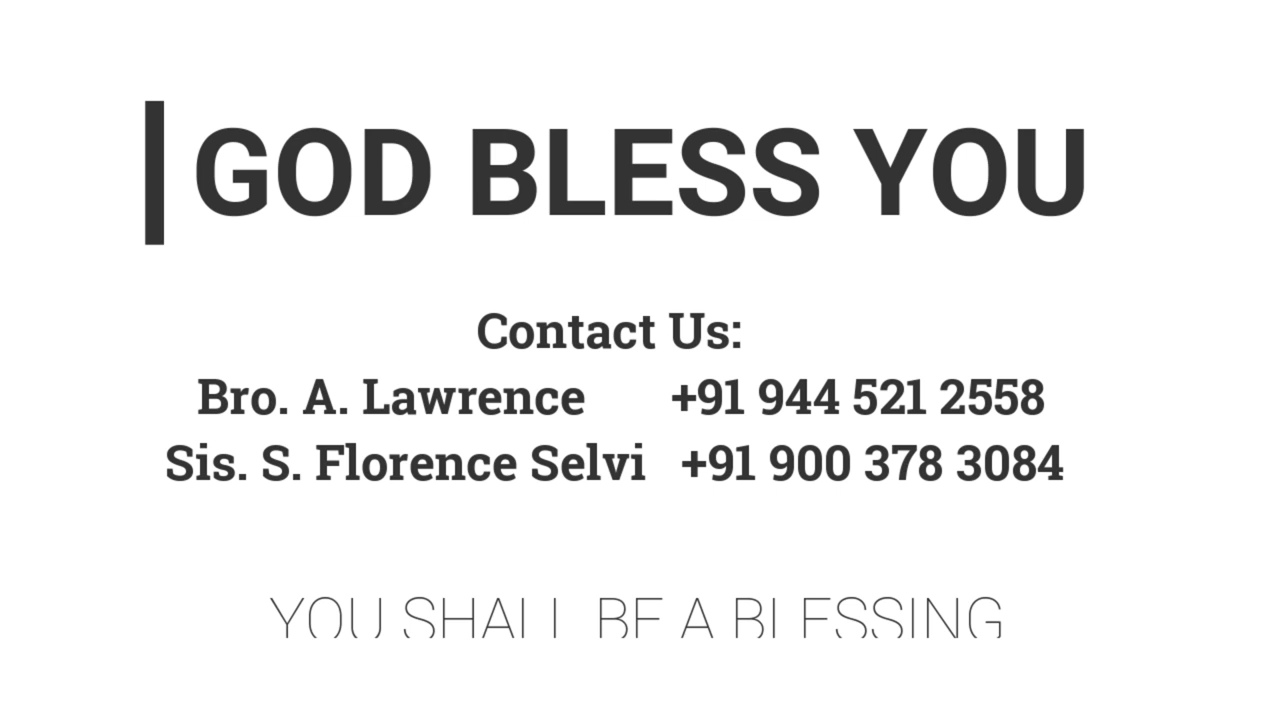 GOD BLESS YOU
Contact Us:
Bro. A. Lawrence +91 944 521 2558
Sis. S. Florence Selvi +91 900 378 3084
YOU SHALL BE A BLESSING